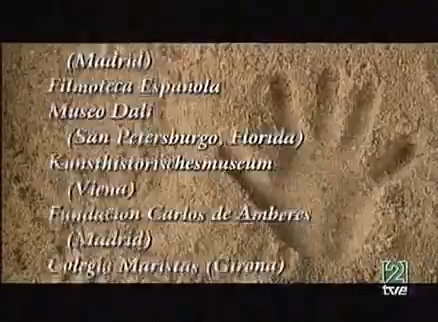 (Madrid)
Filmoteca Española
Museo Dalí
(San Petersburgo, Florida)
Kunsthistorischesmuseum
(Viena)
Fundación Carlos de Amberes
(Madrid)
Colegio Maristas (Girona)
2
tve